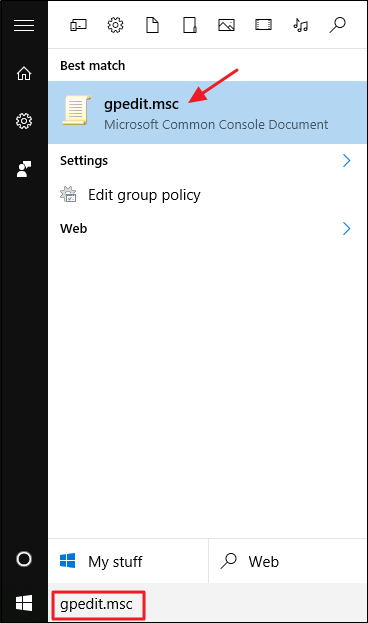 Best match
gpedit.msc
Microsoft Common Console Document
Settings
Edit group policy
Web
My stuff
Web
gpedit.msc